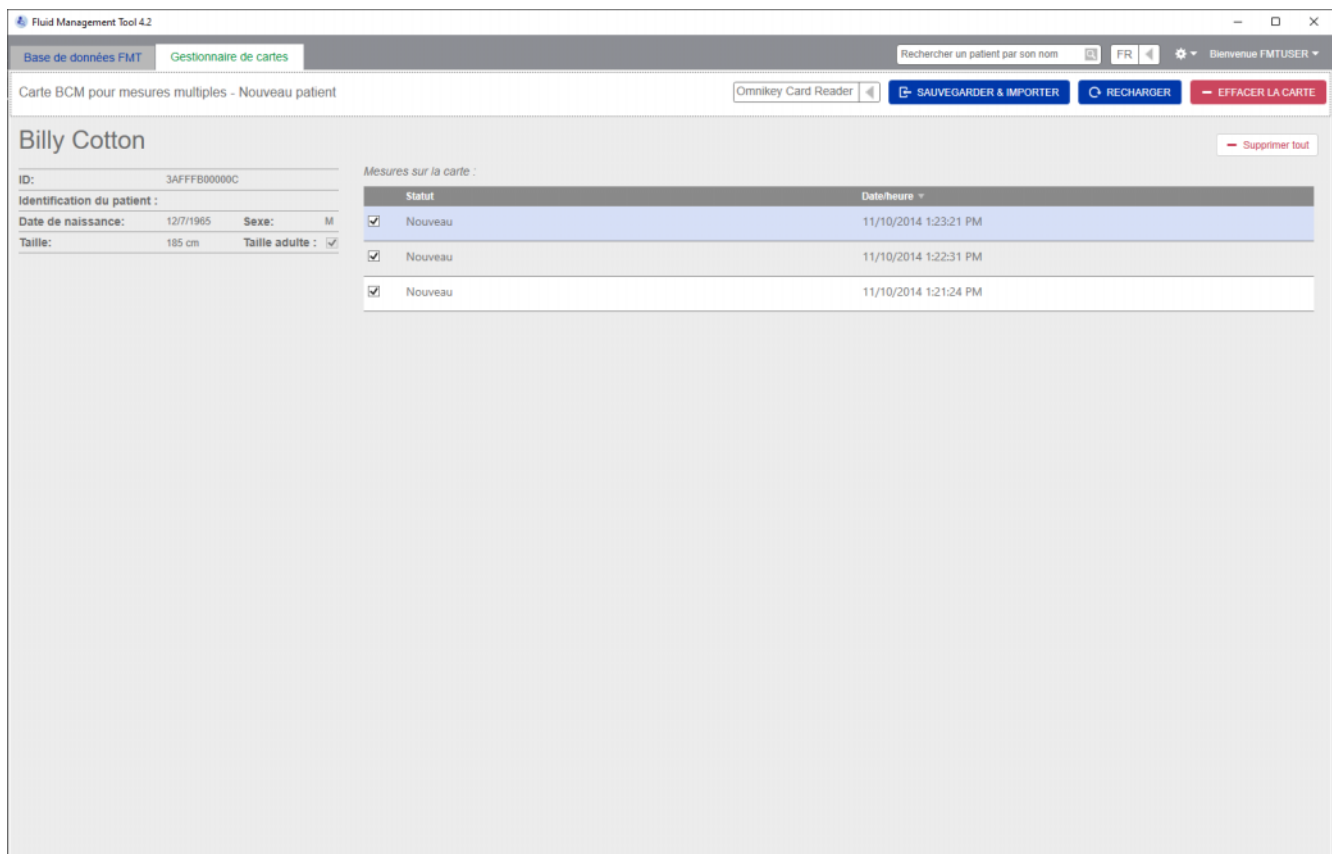 Fluid Management Tool 4.2
Base de données FMT Gestionnaire de cartes Rechercher un patient par son nom FR Bienvenue FMTUSER
Carte BCM pour mesures multiples - Nouveau patient Omnikey Card Reader SAUVEGARDER & IMPORTER RECHARGER EFFACER LA CARTE
Billy Cotton Supprimer tout
Mesures sur la carte :
ID: 3AFFFB00000C
Statut Date/heure
Identification du patient :
Date de naissance: 12/7/1965 Sexe: M
Nouveau 11/10/2014 1:23:21 PM
Taille: 185 cm Taille adulte :
Nouveau 11/10/2014 1:22:31 PM
Nouveau 11/10/2014 1:21:24 PM